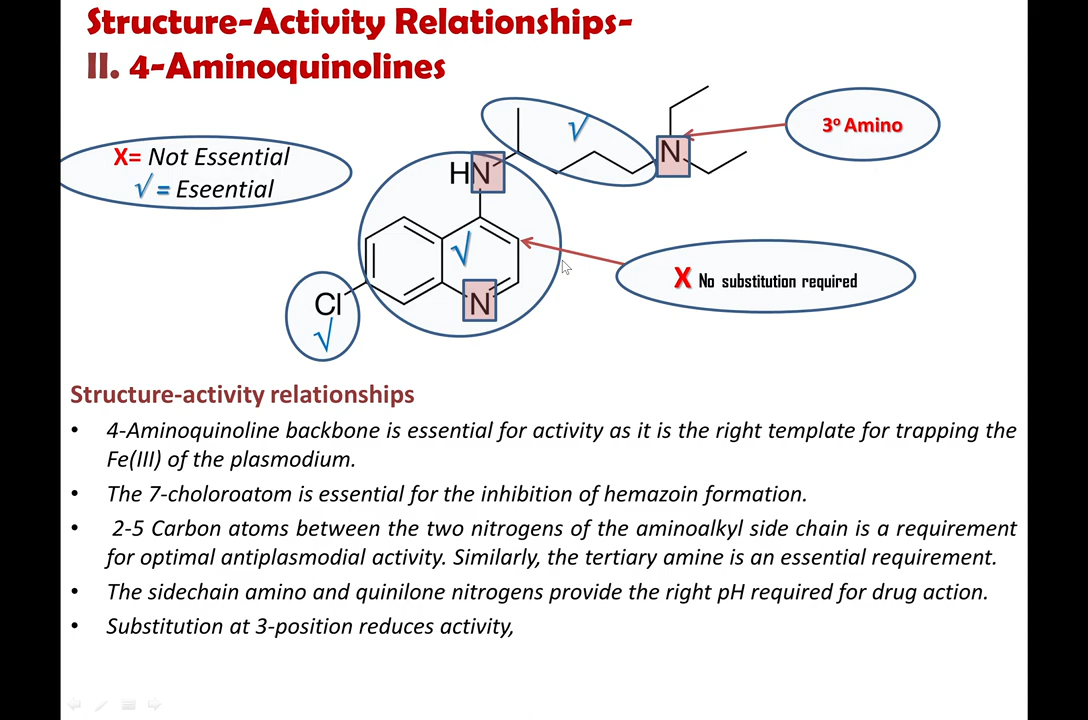 Structure-Activity Relationships-
II. 4-Aminoquinolines
X= Not Essential
√ = Eseential
√
3º Amino
HN
N
√
X No substitution required
N
Cl
√
Structure-activity relationships
• 4-Aminoquinoline backbone is essential for activity as it is the right template for trapping the
Fe(III) of the plasmodium.
• The 7-choloroatom is essential for the inhibition of hemazoin formation.
• 2-5 Carbon atoms between the two nitrogens of the aminoalkyl side chain is a requirement
for optimal antiplasmodial activity. Similarly, the tertiary amine is an essential requirement.
• The sidechain amino and quinilone nitrogens provide the right pH required for drug action.
• Substitution at 3-position reduces activity,